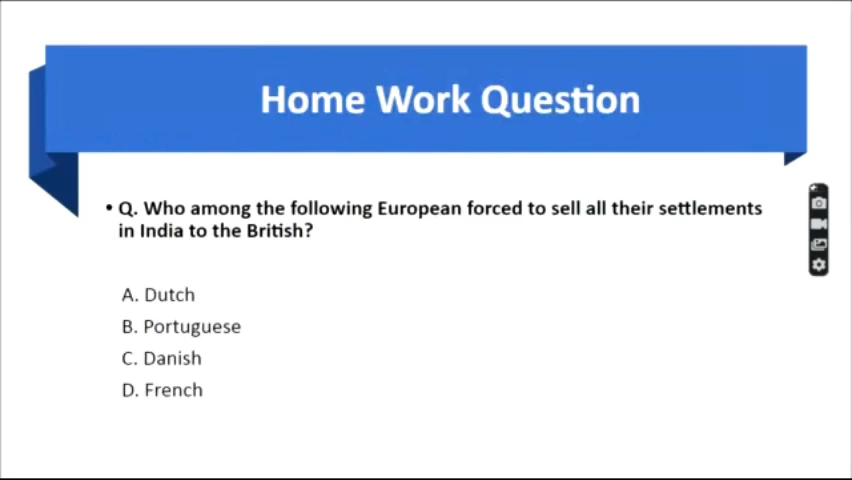 Home Work Question
• Q. Who among the following European forced to sell all their settlements
in India to the British?
A. Dutch
B. Portuguese
C. Danish
D. French